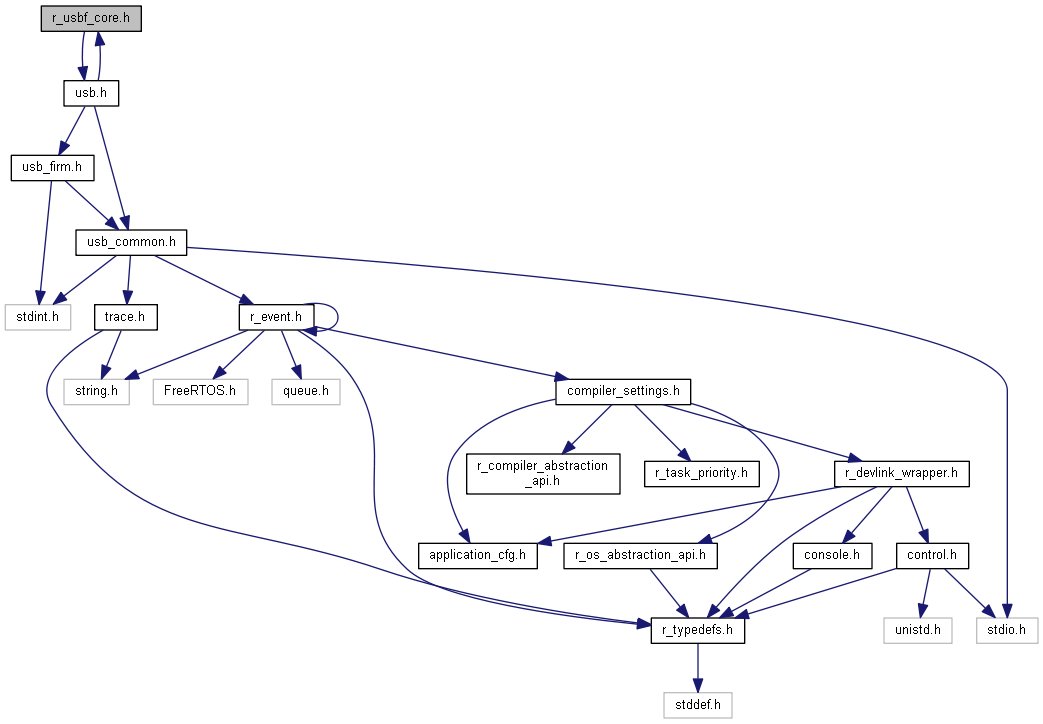 r_usbf_core.h
usb.h
usb_firm.h
usb_common.h
stdint.h
trace.h
r_event.h
string.h
FreeRTOS.h
queue.h
compiler_settings.h
r_compiler_abstraction
_api.h
r_task_priority.h
r_devlink_wrapper.h
application_cfg.h
r_os_abstraction_api.h
console.h
control.h
r_typedefs.h
unistd.h
stdio.h
stddef.h